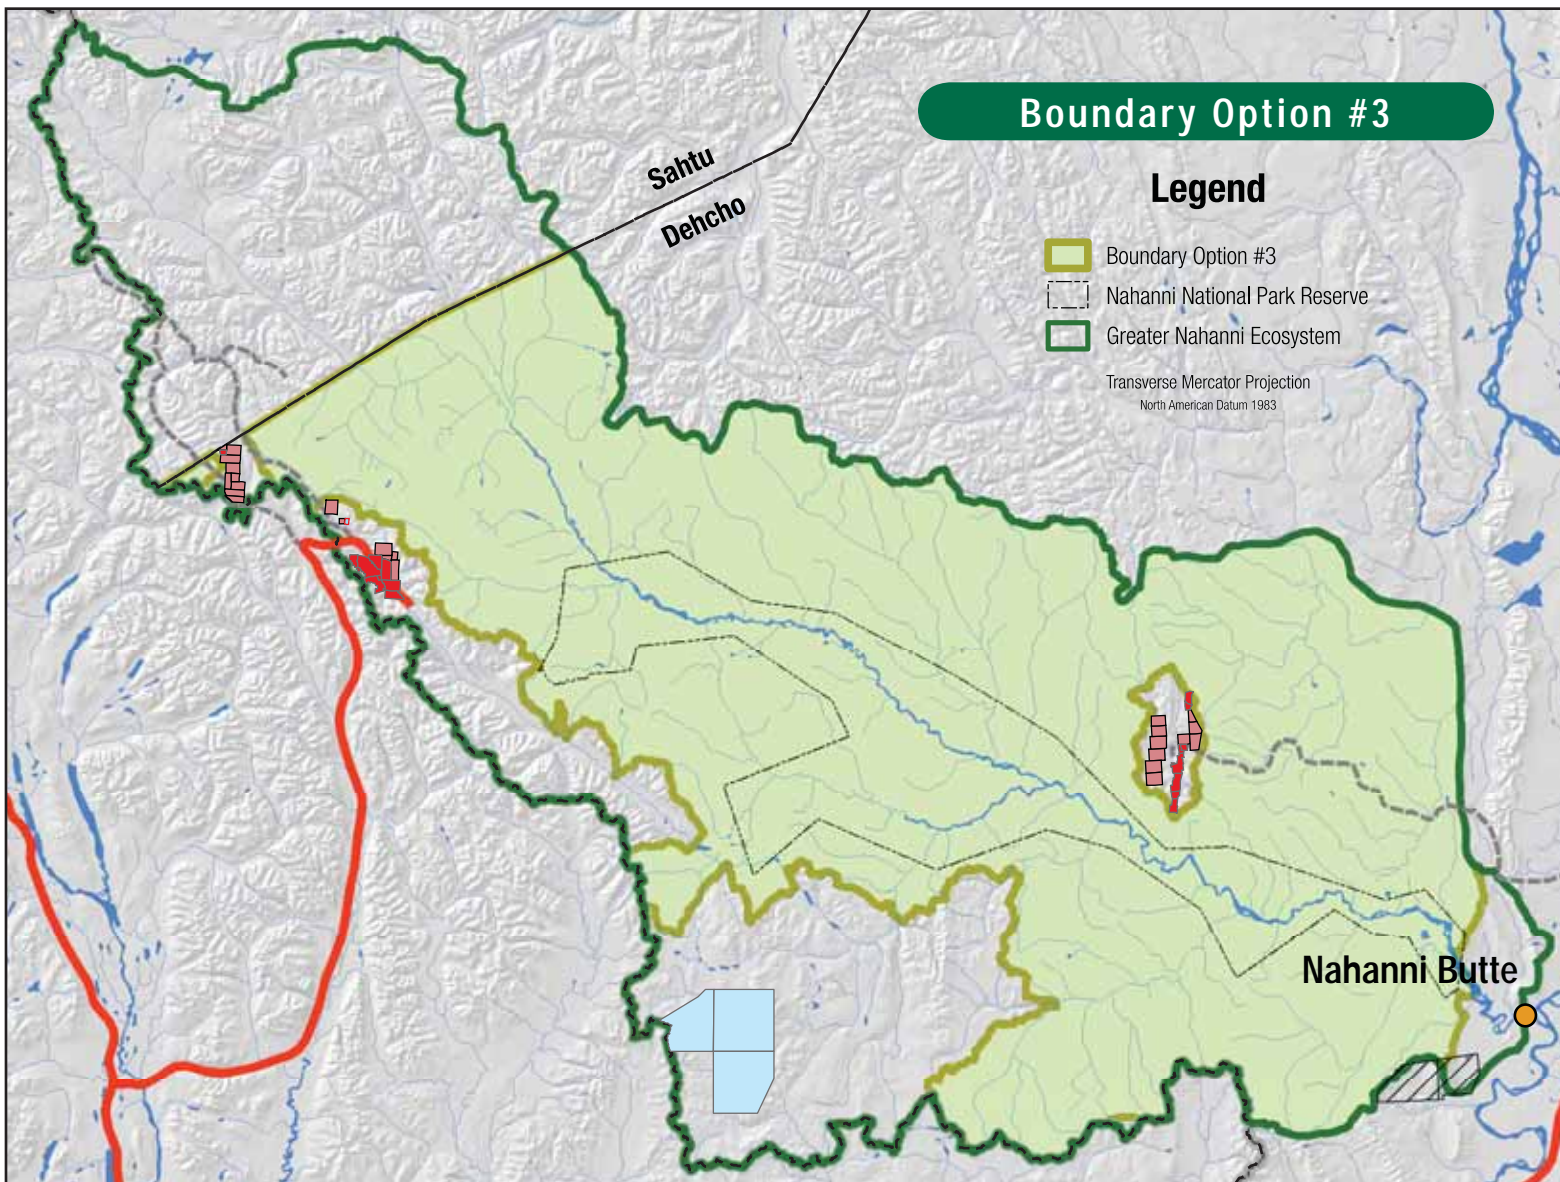 Boundary Option #3
Legend
Boundary Option #3
Nahanni National Park Reserve
Greater Nahanni Ecosystem
Transverse Mercator Projection
North American Datum 1983
Sahtu
Dehcho
Nahanni Butte